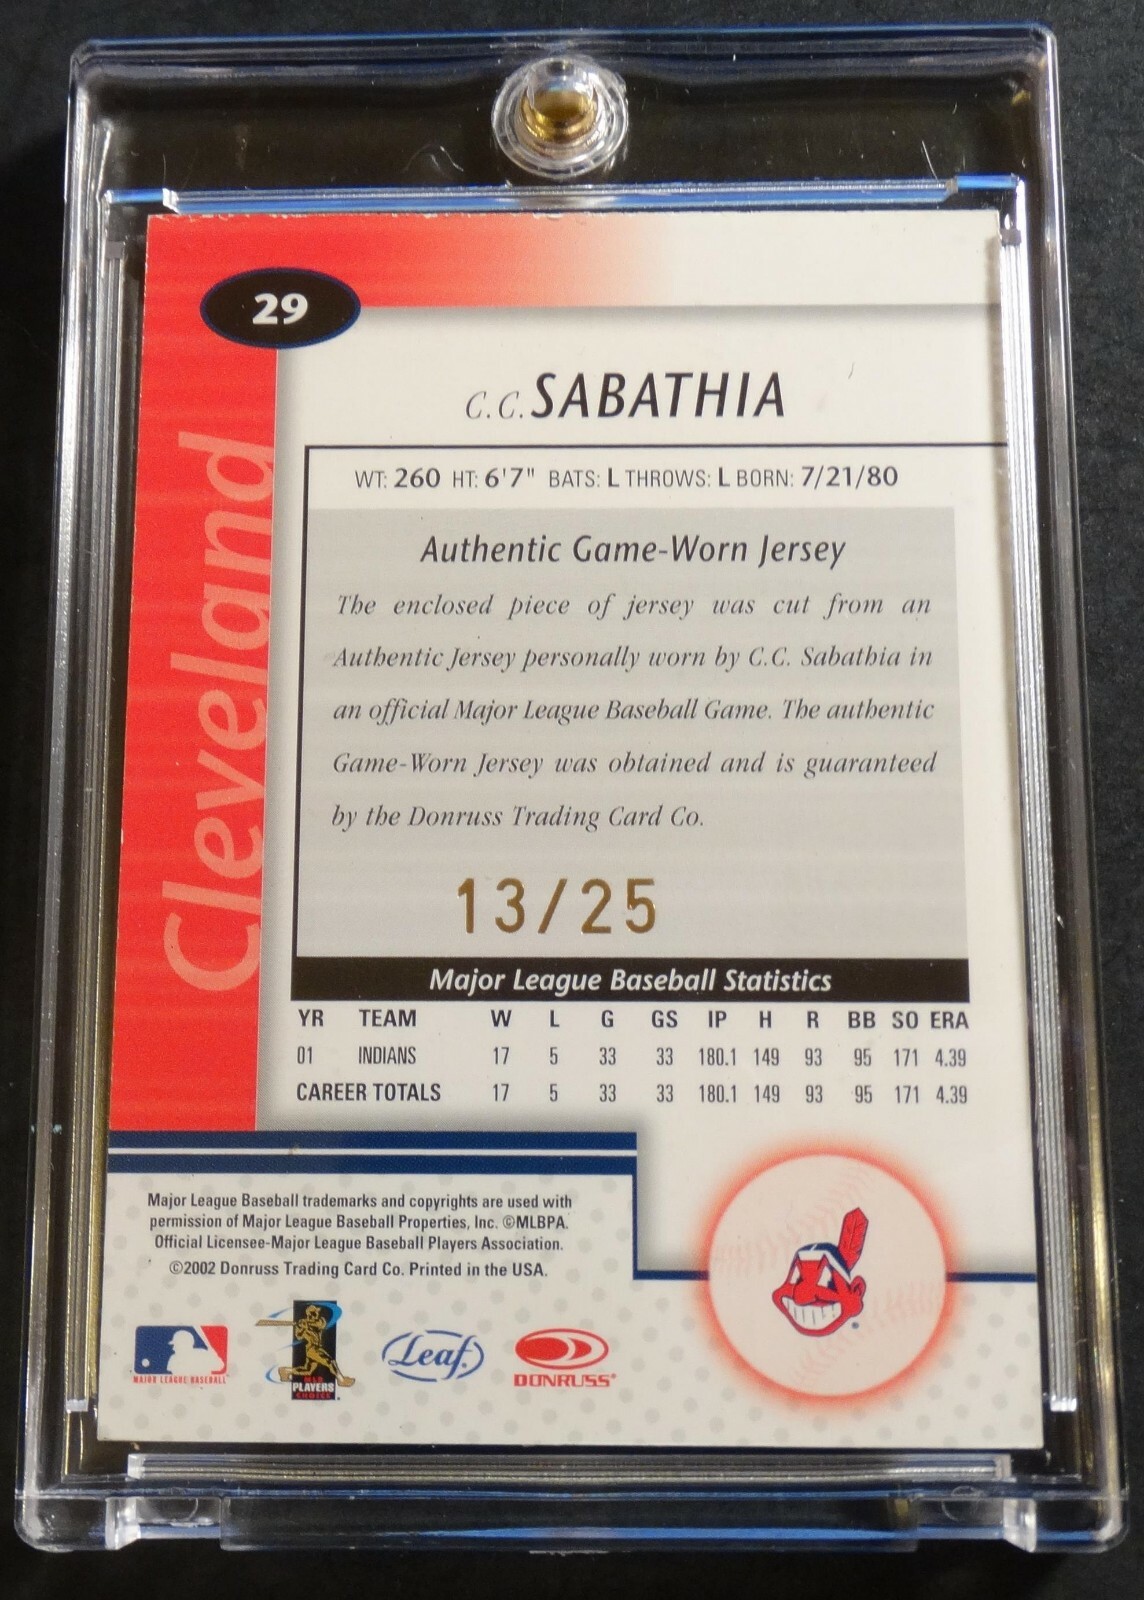 29
Cleveland
C.C. SABATHIA
WT: 260 HT: 6'7" BATS: L THROWS: L BORN: 7/21/80
Authentic Game-Worn Jersey
The enclosed piece of jersey was cut from an
Authentic Jersey personally worn by C.C. Sabathia in
an official Major League Baseball Game. The authentic
Game-Worn Jersey was obtained and is guaranteed
by the Donruss Trading Card Co.
13/25
Major League Baseball Statistics
YR TEAM W L G GS IP H R BB SO ERA
01 INDIANS 17 5 33 33 180.1 149 93 95 171 4.39
CAREER TOTALS 17 5 33 33 180.1 149 93 95 171 4.39
Major League Baseball trademarks and copyrights are used with
permission of Major League Baseball Properties, Inc. ©MLBPA.
Official Licensee-Major League Baseball Players Association.
©2002 Donruss Trading Card Co. Printed in the USA.
MAJOR LEAGUE BASEBALL
MLB
PLAYERS
CHOICE
Leaf
DONRUSS